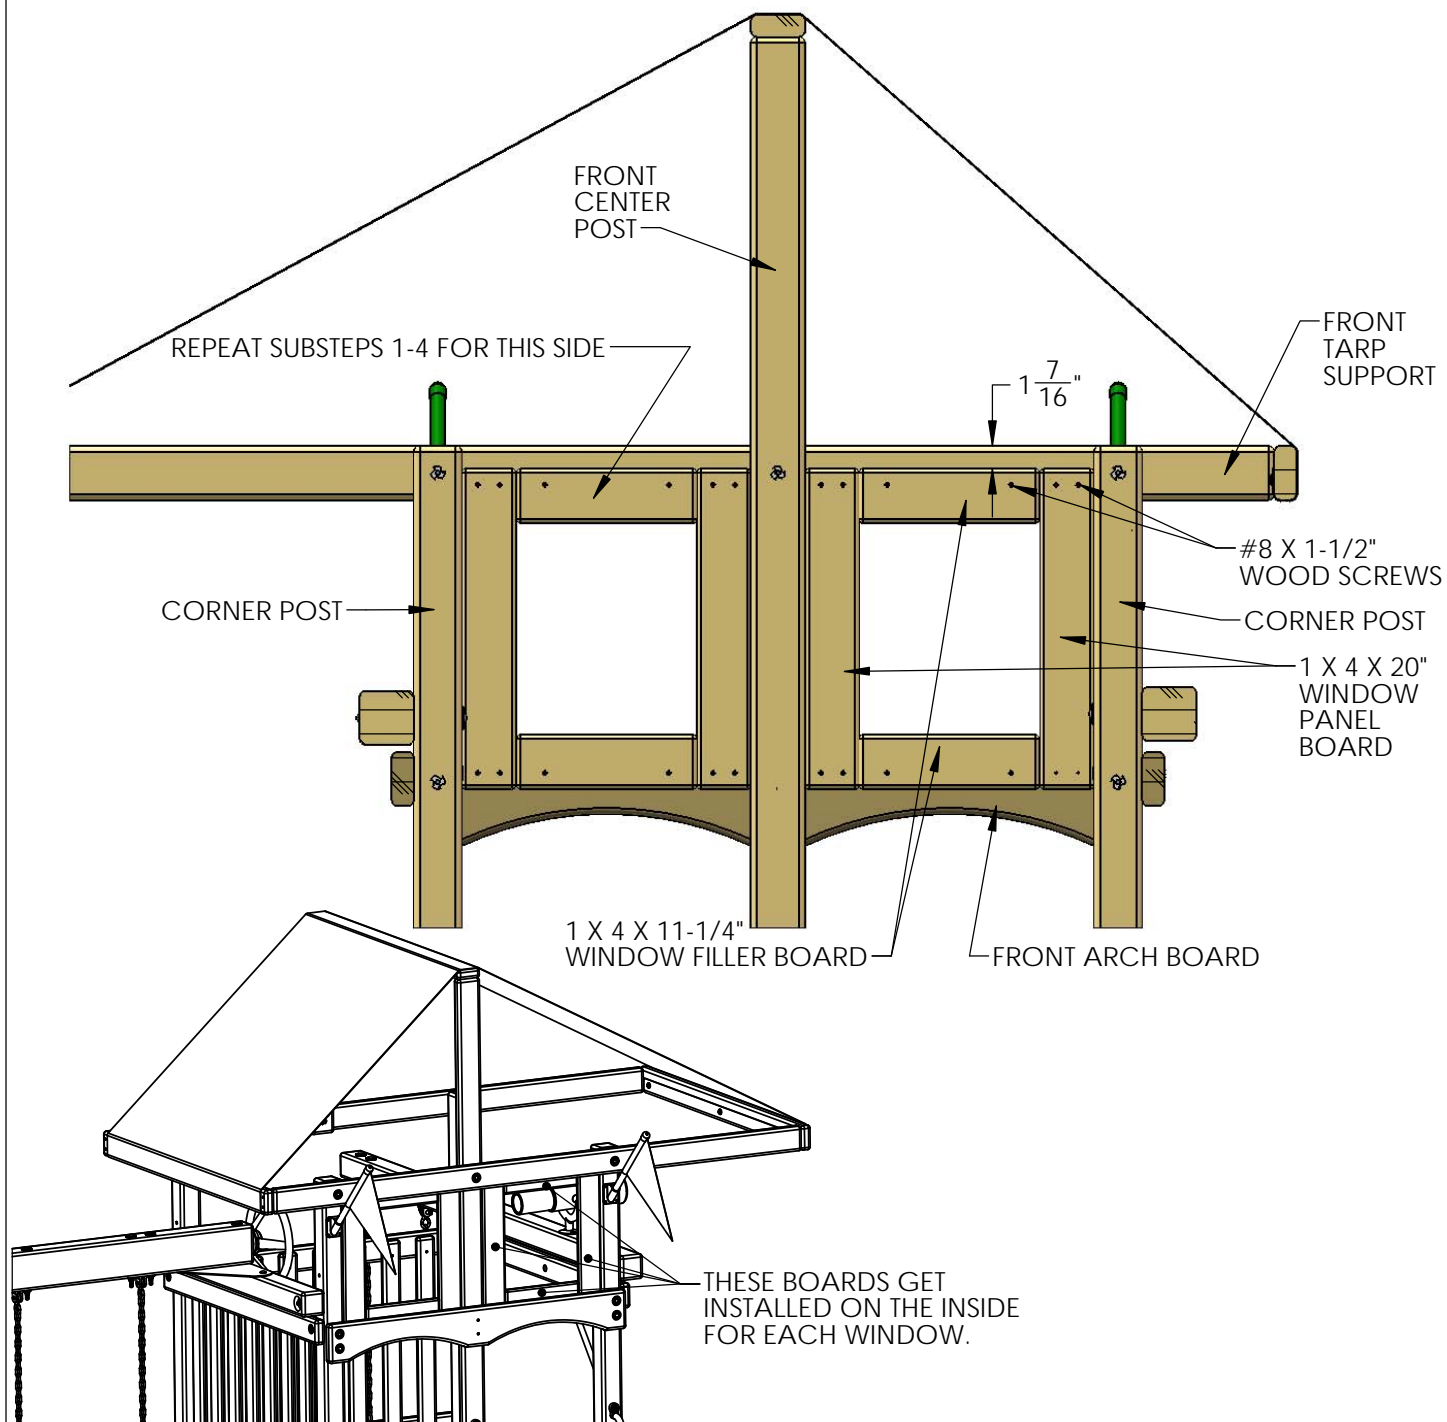 FRONT
CENTER
POST
REPEAT SUBSTEPS 1-4 FOR THIS SIDE
1 7/16"
FRONT
TARP
SUPPORT
#8 X 1-1/2"
WOOD SCREWS
CORNER POST
CORNER POST
1 X 4 X 20"
WINDOW
PANEL
BOARD
1 X 4 X 11-1/4"
WINDOW FILLER BOARD
FRONT ARCH BOARD
THESE BOARDS GET
INSTALLED ON THE INSIDE
FOR EACH WINDOW.